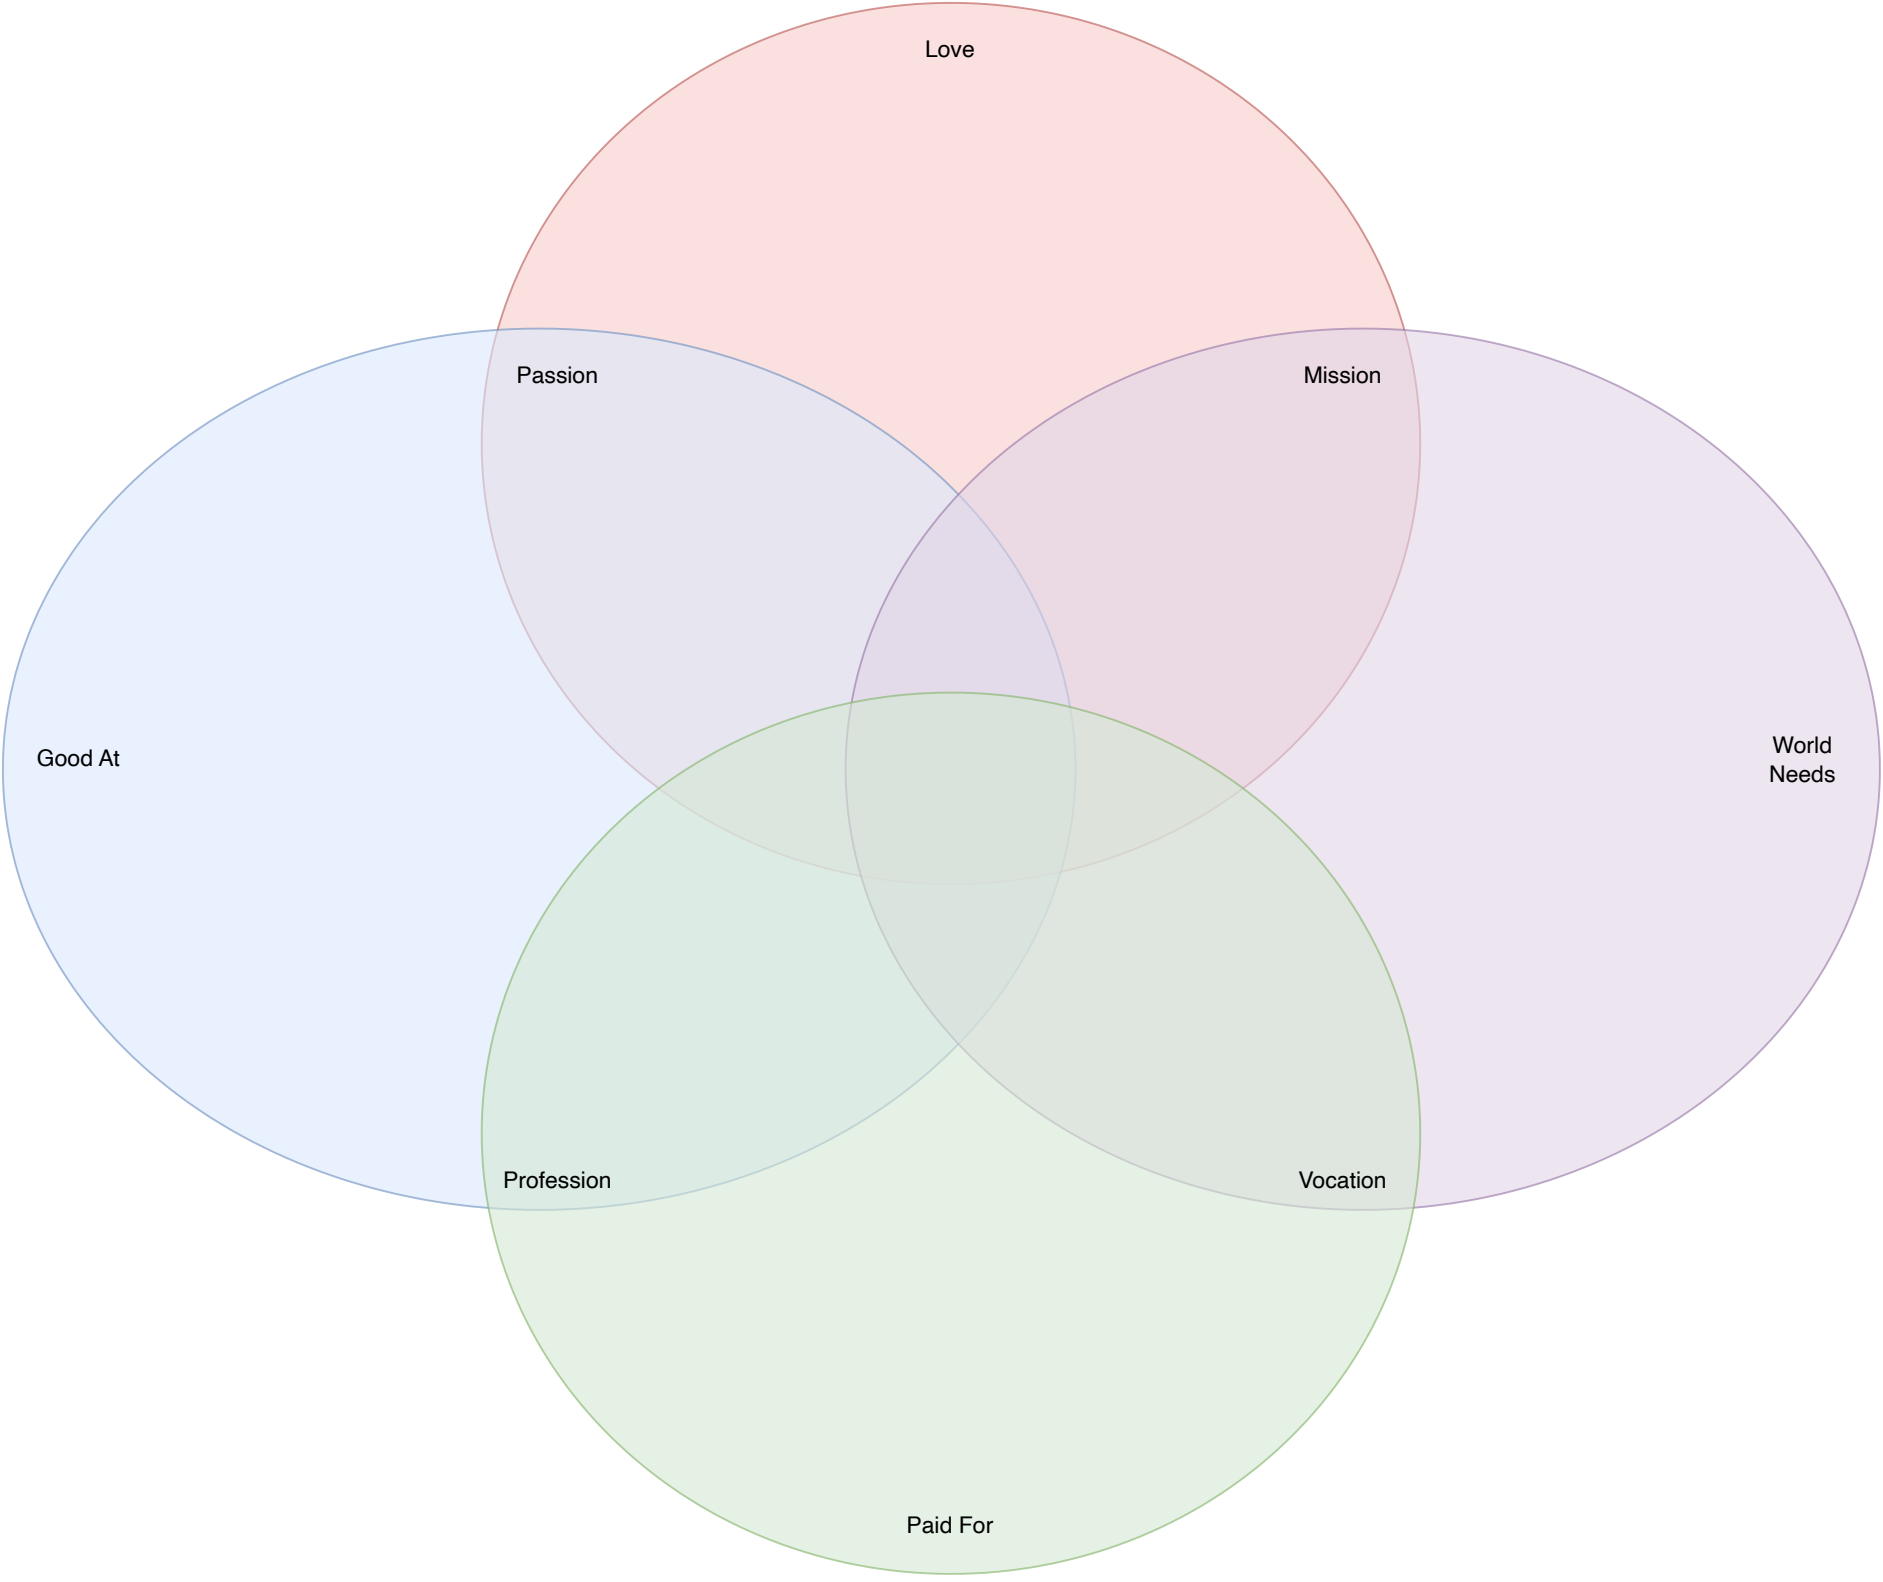 Love
Passion
Mission
Good At
World
Needs
Profession
Vocation
Paid For